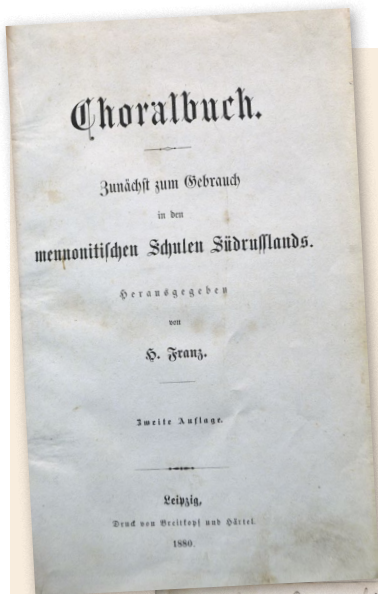 Choralbuch.
Zunächst zum Gebrauch
in den
mennonitischen Schulen Südrusslands.
Herausgegeben
von
H. Franz.
Zweite Auflage.
Leipzig,
Druck von Breitkopf und Härtel.
1880.